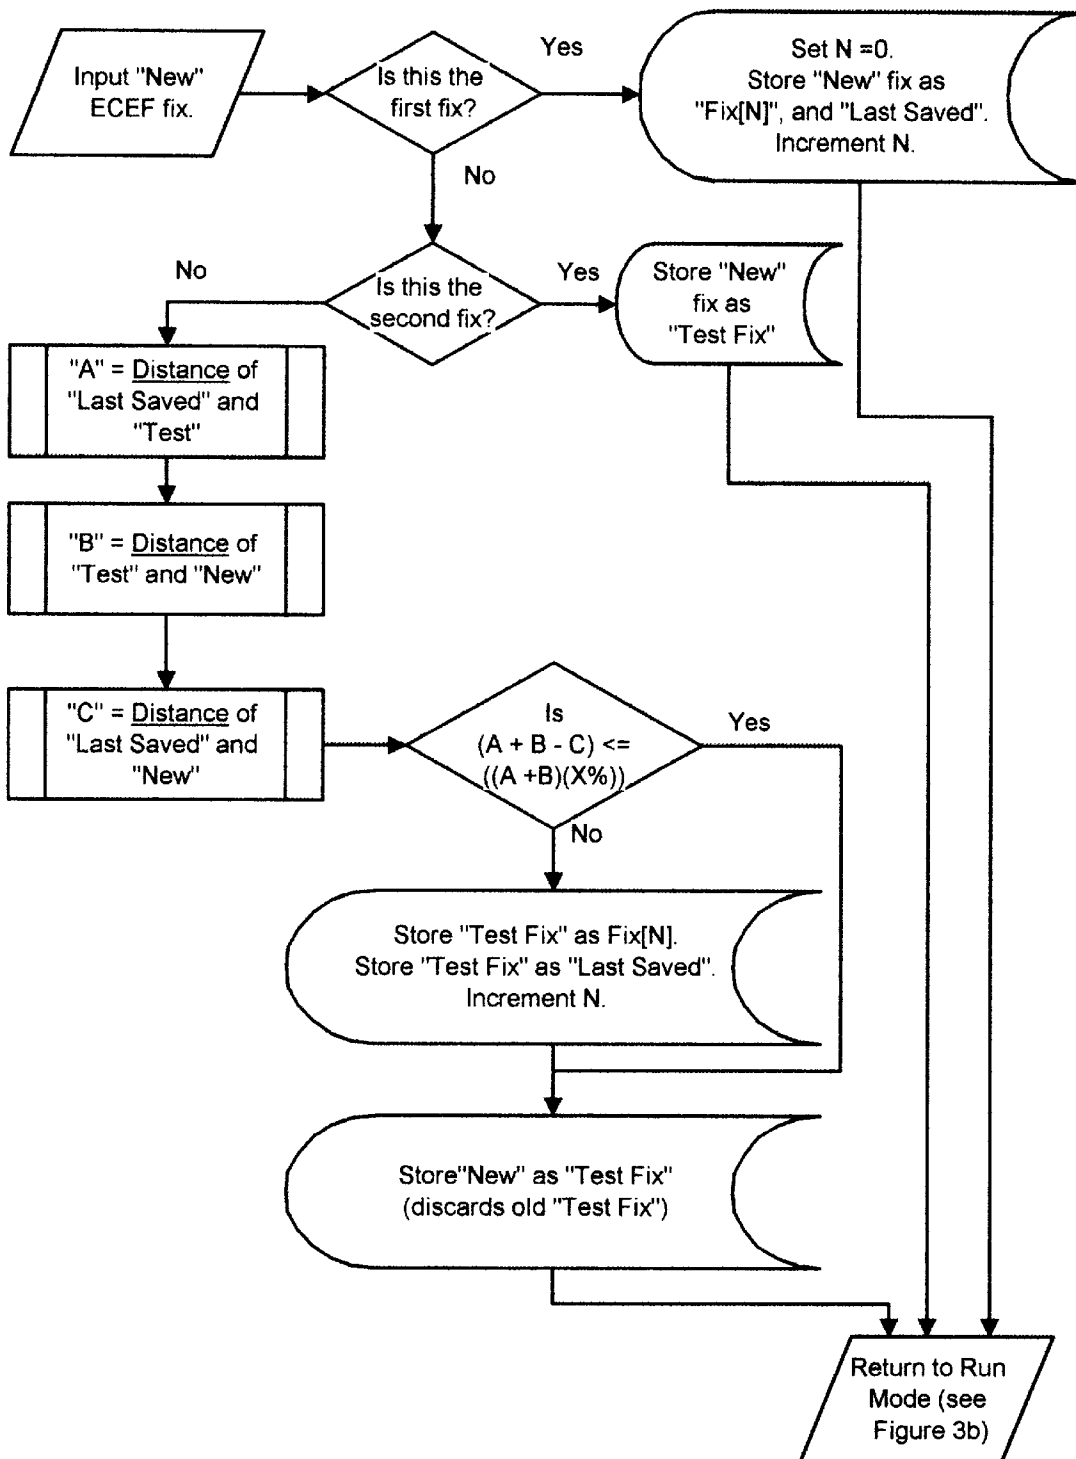 Input "New"
ECEF fix.
Is this the
first fix?
Yes
Set N =0.
Store "New" fix as
"Fix[N]", and "Last Saved".
Increment N.
No
Is this the
second fix?
Yes
Store "New"
fix as
"Test Fix"
No
"A" = Distance of
"Last Saved" and
"Test"
"B" = Distance of
"Test" and "New"
"C" = Distance of
"Last Saved" and
"New"
Is
(A + B - C) <=
((A +B)(X%))
Yes
No
Store "Test Fix" as Fix[N].
Store "Test Fix" as "Last Saved".
Increment N.
Store"New" as "Test Fix"
(discards old "Test Fix")
Return to Run
Mode (see
Figure 3b)